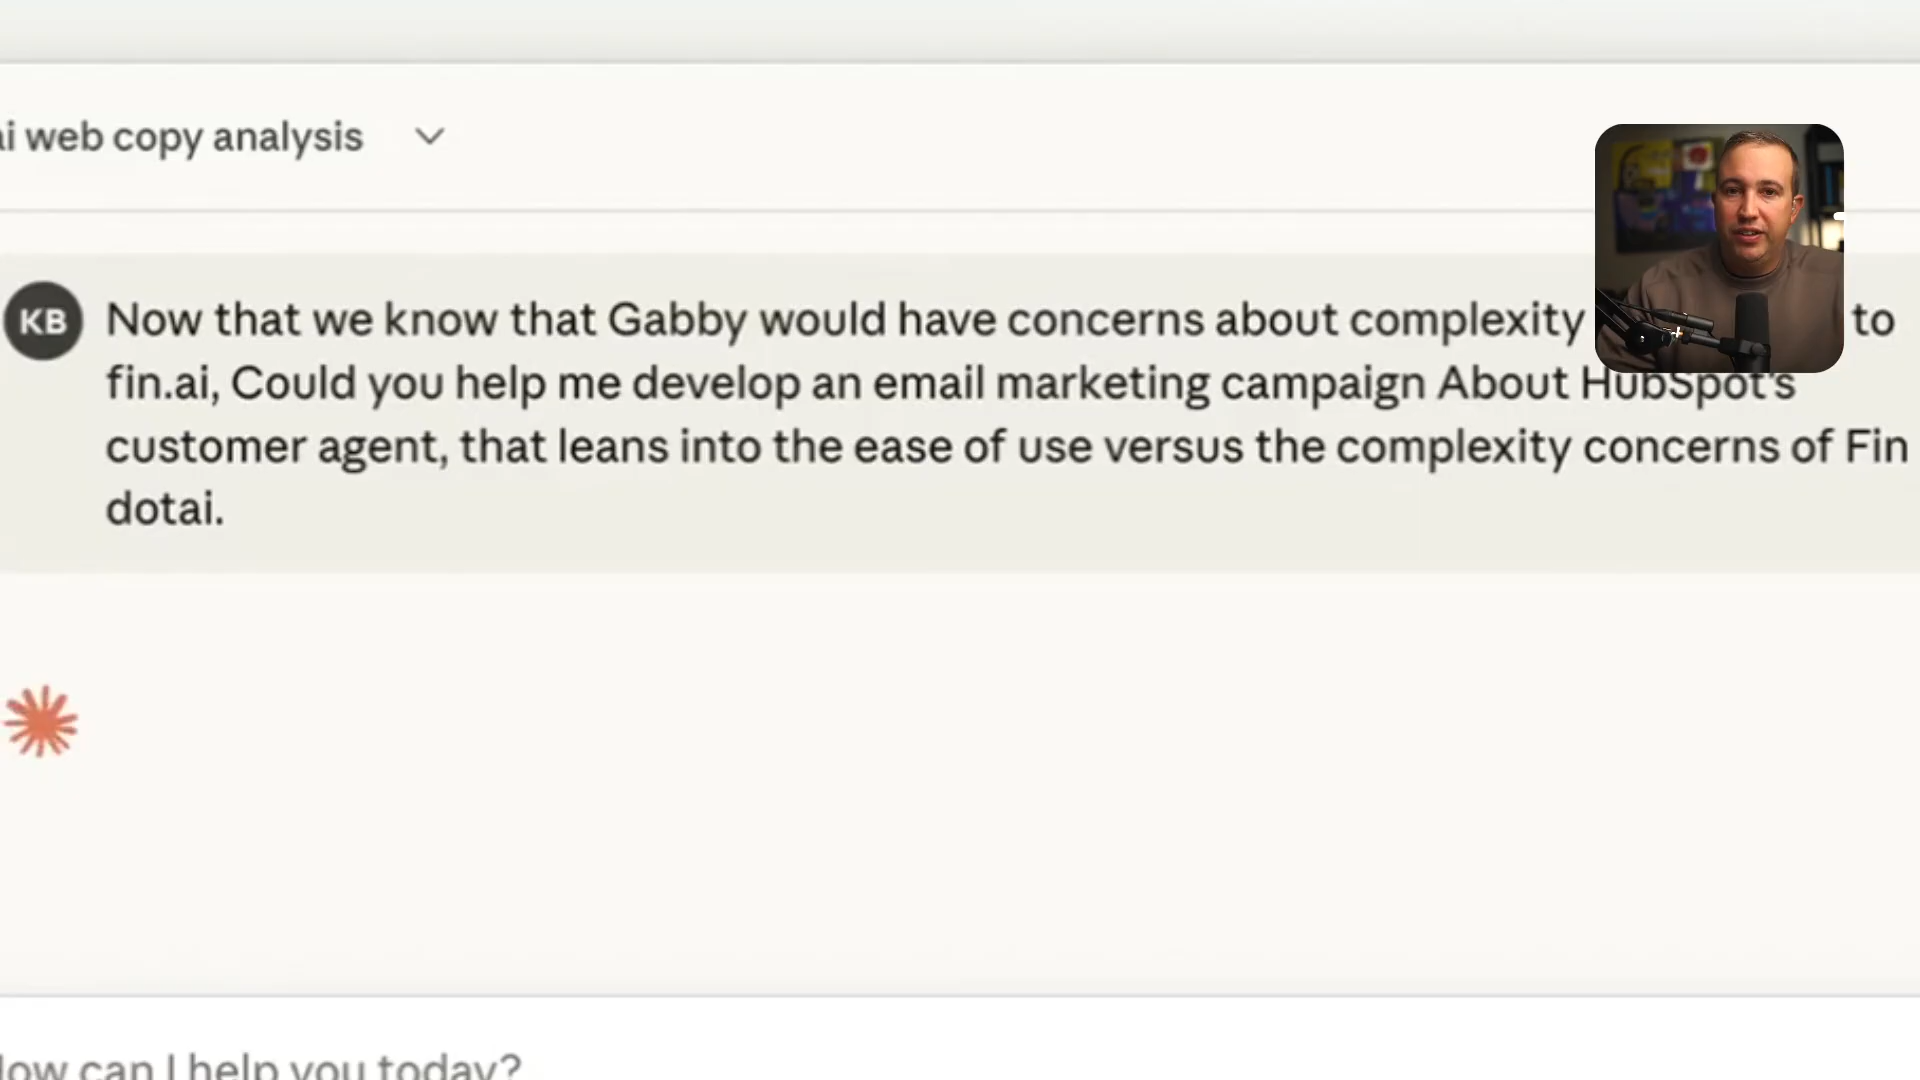 ai web copy analysis
KB
Now that we know that Gabby would have concerns about complexity to
fin.ai, Could you help me develop an email marketing campaign About HubSpot's
customer agent, that leans into the ease of use versus the complexity concerns of Fin
dotai.
How can I help you today?